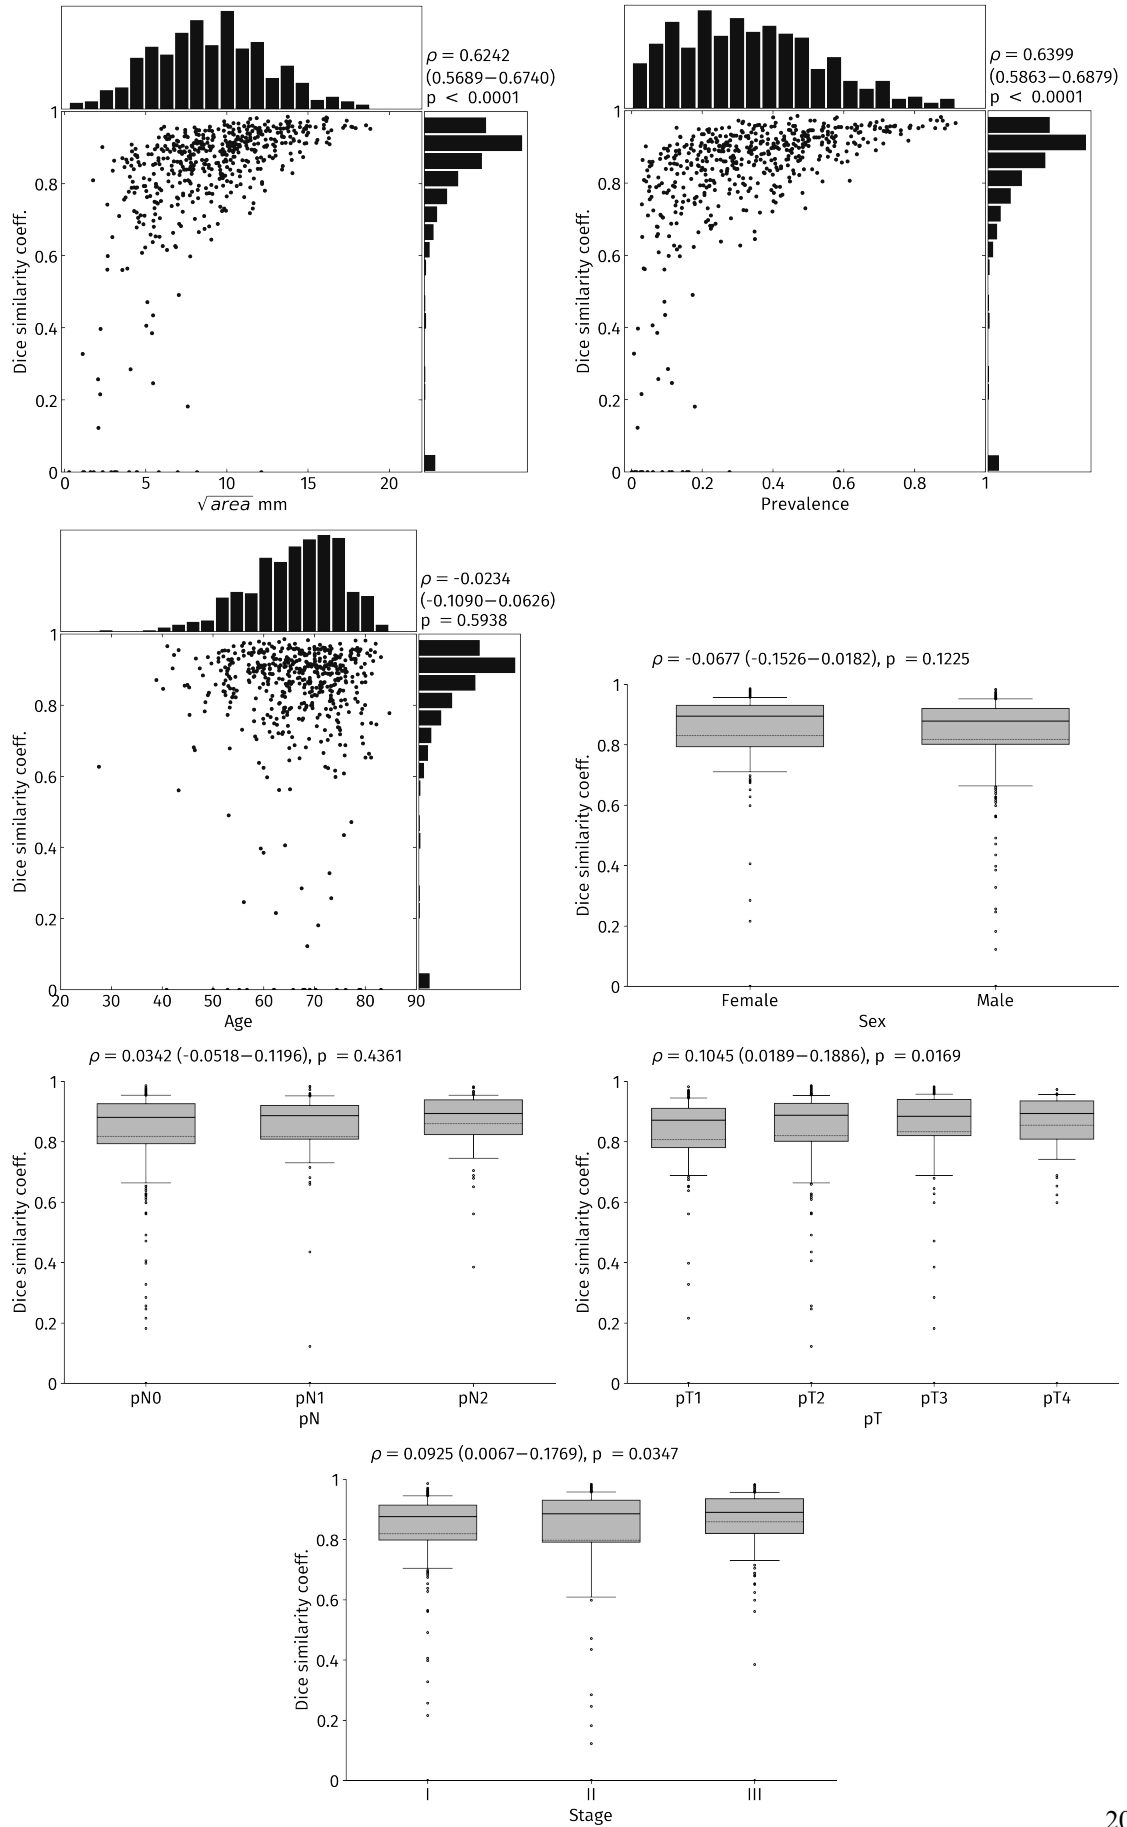 ρ = 0.6242
(0.5689−0.6740)
p < 0.0001
1
0.8
0.6
0.4
0.2
0
Dice similarity coeff.
0 5 10 15 20
√area mm
ρ = 0.6399
(0.5863−0.6879)
p < 0.0001
1
0.8
0.6
0.4
0.2
0
Dice similarity coeff.
0 0.2 0.4 0.6 0.8 1
Prevalence
ρ = -0.0234
(-0.1090−0.0626)
p = 0.5938
1
0.8
0.6
0.4
0.2
0
Dice similarity coeff.
20 30 40 50 60 70 80 90
Age
ρ = -0.0677 (-0.1526−0.0182), p = 0.1225
1
0.8
0.6
0.4
0.2
0
Dice similarity coeff.
Female Male
Sex
ρ = 0.0342 (-0.0518−0.1196), p = 0.4361
1
0.8
0.6
0.4
0.2
0
Dice similarity coeff.
pN0 pN1 pN2
pN
ρ = 0.1045 (0.0189−0.1886), p = 0.0169
1
0.8
0.6
0.4
0.2
0
Dice similarity coeff.
pT1 pT2 pT3 pT4
pT
ρ = 0.0925 (0.0067−0.1769), p = 0.0347
1
0.8
0.6
0.4
0.2
0
Dice similarity coeff.
I II III
Stage
20